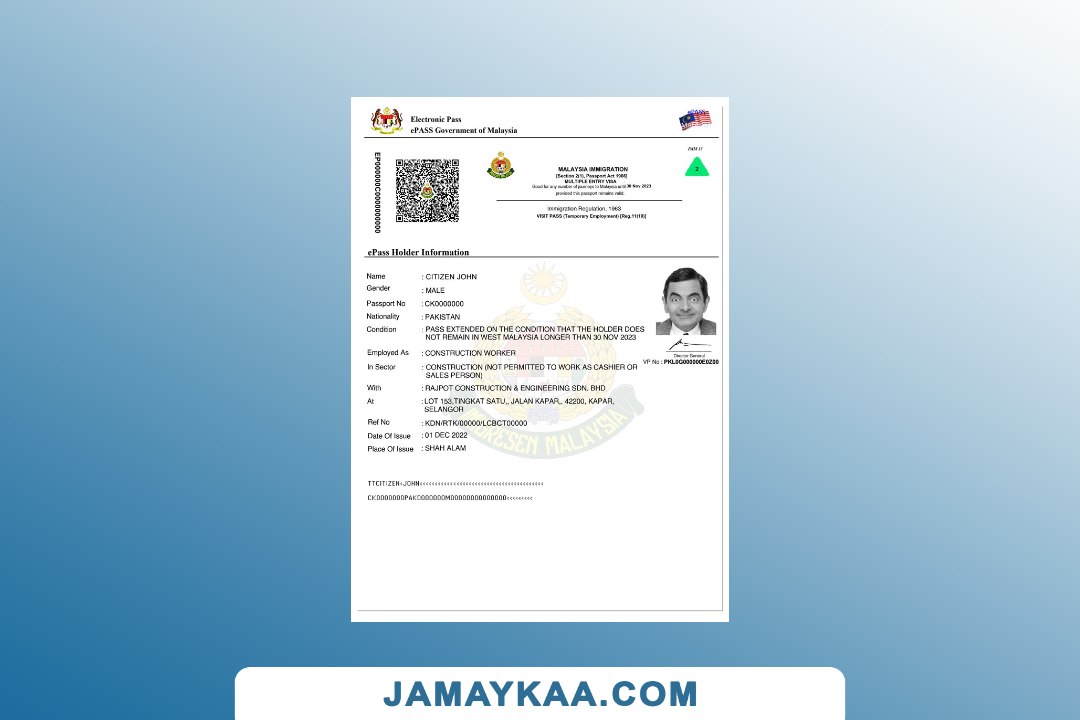 Electronic Pass
ePASS Government of Malaysia
EP000000C0000000000
MALAYSIA IMMIGRATION
[Section 2(1), Passport Act 1966]
MULTIPLE ENTRY VISA
Good for any number of journeys to Malaysia until 30 Nov 2023
provided this passport remains valid.
Immigration Regulation, 1963
VISIT PASS (Temporary Employment) [Reg.11(10)]
2
ePass Holder Information
Name : CITIZEN JOHN
Gender : MALE
Passport No : CK0000000
Nationality : PAKISTAN
Condition : PASS EXTENDED ON THE CONDITION THAT THE HOLDER DOES
NOT REMAIN IN WEST MALAYSIA LONGER THAN 30 NOV 2023
Employed As : CONSTRUCTION WORKER
In Sector : CONSTRUCTION (NOT PERMITTED TO WORK AS CASHIER OR
SALES PERSON)
With : RAJPOT CONSTRUCTION & ENGINEERING SDN. BHD
At : LOT 153,TINGKAT SATU,, JALAN KAPAR,, 42200, KAPAR,
SELANGOR
Ref No : KDN/RTK/00000/LCBCT00000
Date Of Issue : 01 DEC 2022
Place Of Issue : SHAH ALAM
Director General
VP No : PKL0G000000E0Z00
MALAYSIA
TTCITIZEN<JOHN<<<<<<<<<<<<<<<<<<<<<<<<<<<<<<<<<<<<<<<<<
JAMAYKAA.COM